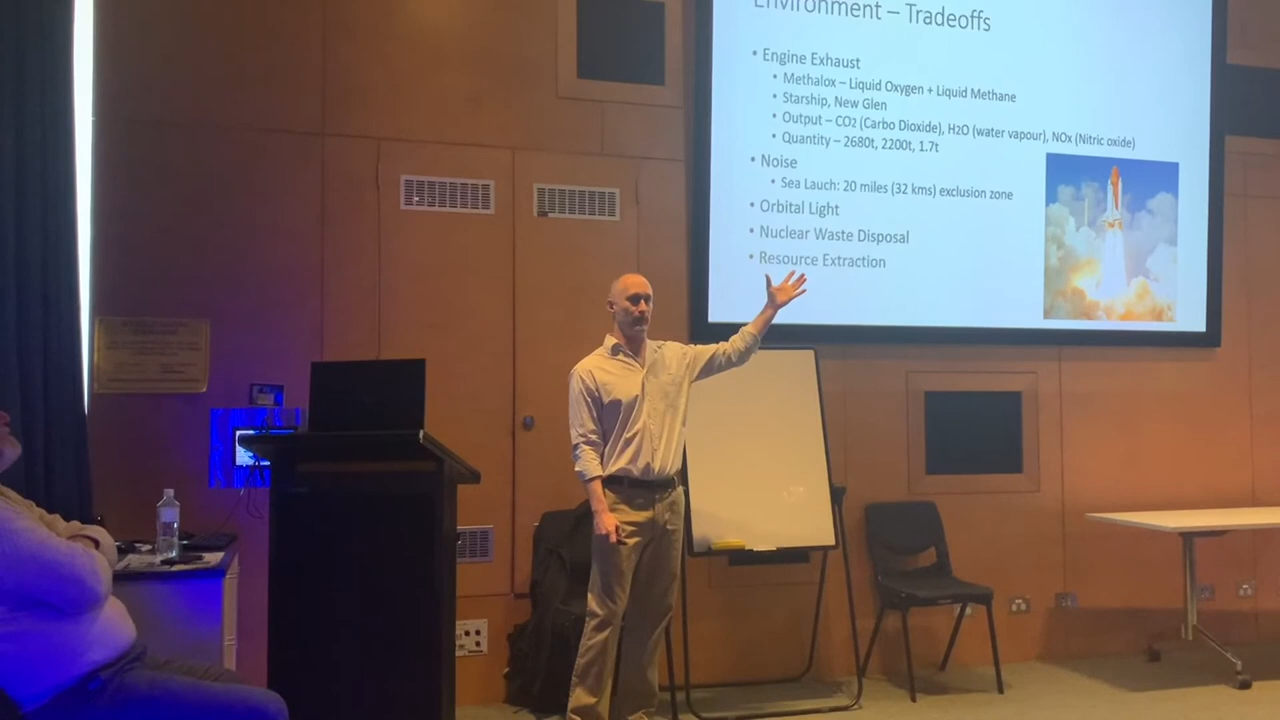 Environment – Tradeoffs
• Engine Exhaust
• Methalox – Liquid Oxygen + Liquid Methane
• Starship, New Glen
• Output – CO2 (Carbo Dioxide), H2O (water vapour), NOx (Nitric oxide)
• Quantity – 2680t, 2200t, 1.7t
• Noise
• Sea Lauch: 20 miles (32 kms) exclusion zone
• Orbital Light
• Nuclear Waste Disposal
• Resource Extraction